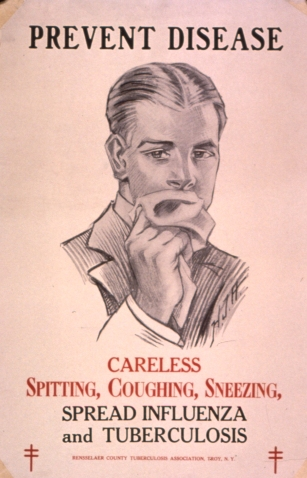 PREVENT DISEASE
CARELESS
SPITTING, COUGHING, SNEEZING,
SPREAD INFLUENZA
and TUBERCULOSIS
RENSSELAER COUNTY TUBERCULOSIS ASSOCIATION, TROY, N. Y.